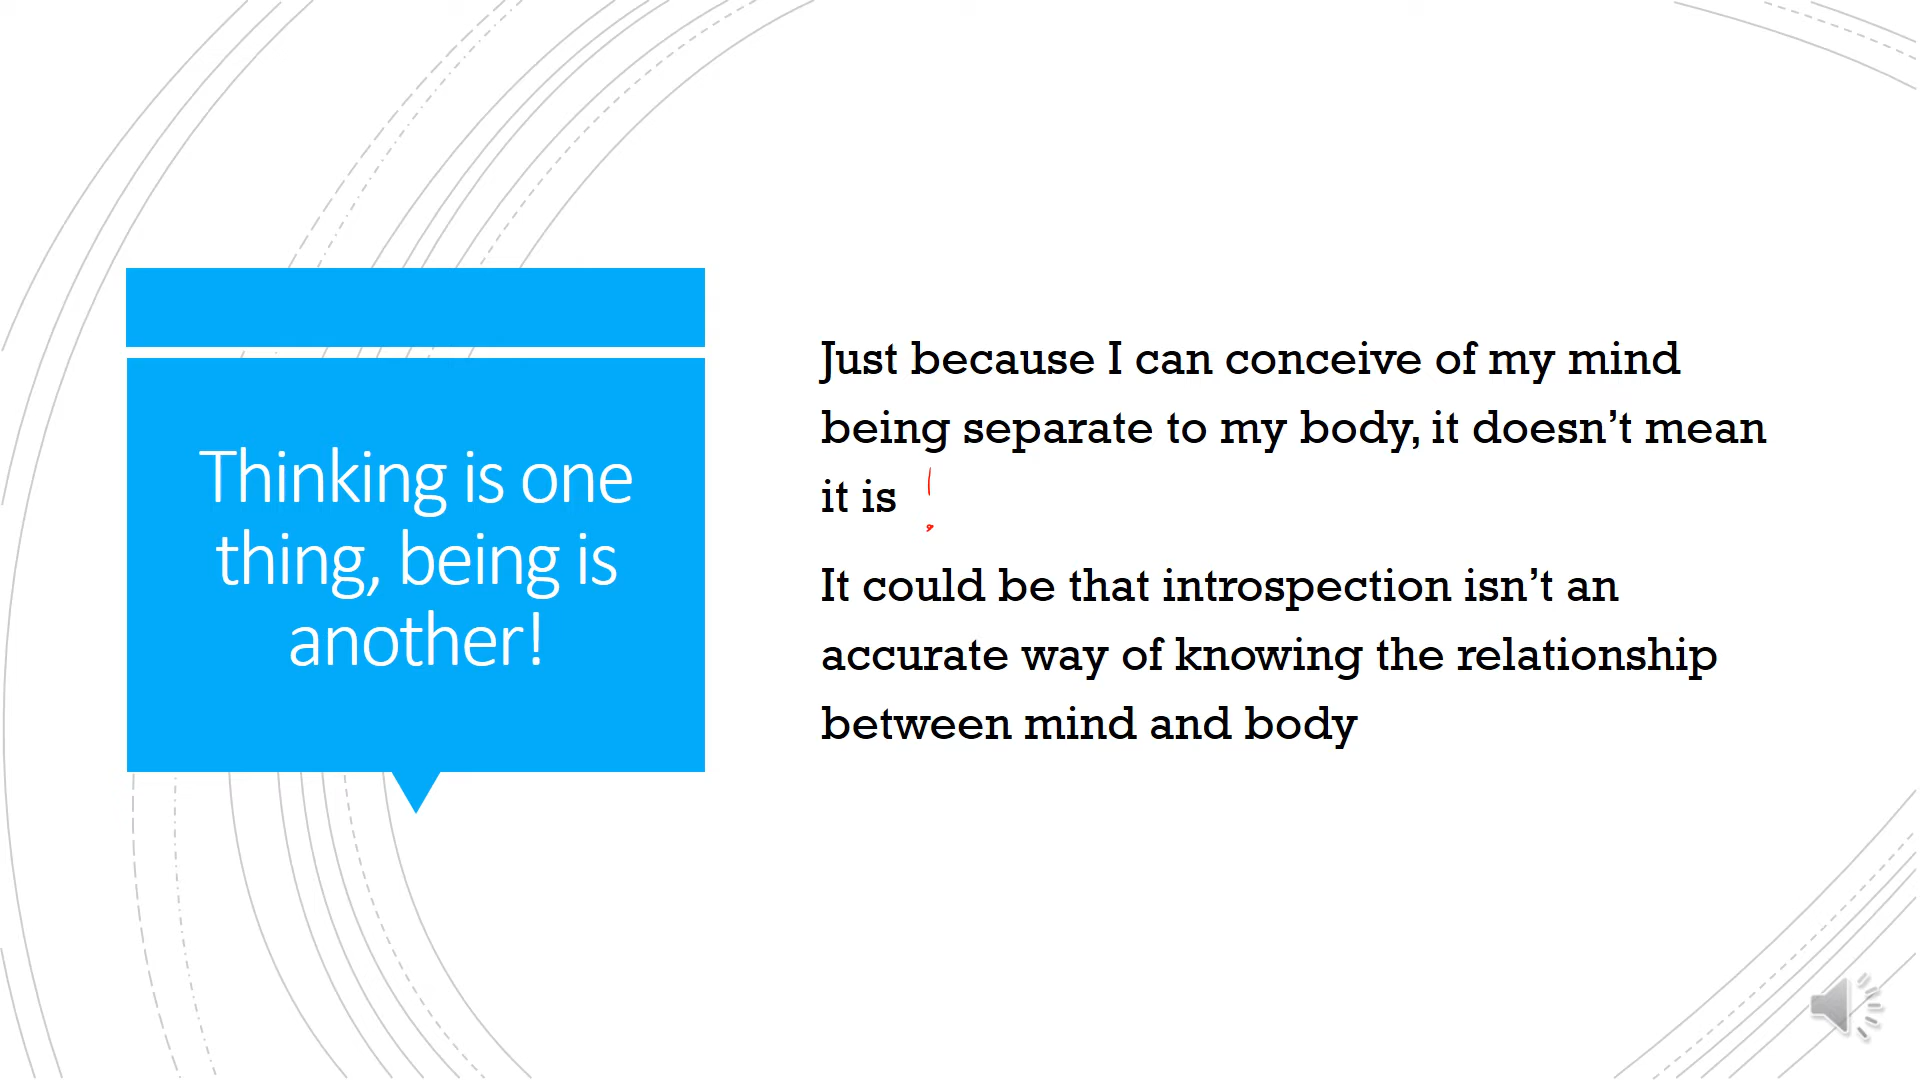 Thinking is one
thing, being is
another!
Just because I can conceive of my mind
being separate to my body, it doesn’t mean
it is !
It could be that introspection isn’t an
accurate way of knowing the relationship
between mind and body